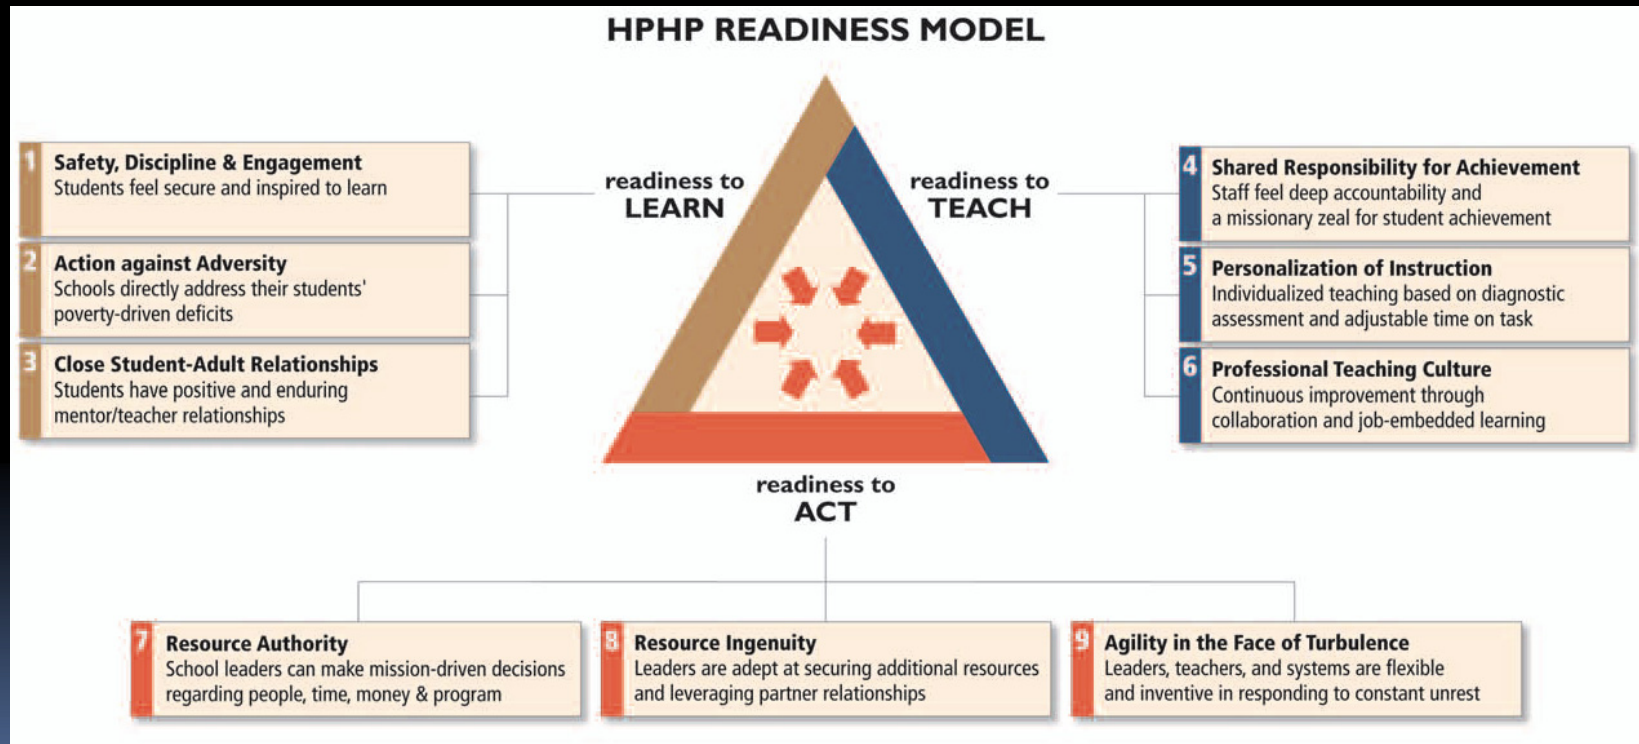 HPHP READINESS MODEL
1
Safety, Discipline & Engagement
Students feel secure and inspired to learn
2
Action against Adversity
Schools directly address their students'
poverty-driven deficits
3
Close Student-Adult Relationships
Students have positive and enduring
mentor/teacher relationships
readiness to
LEARN
readiness to
TEACH
4
Shared Responsibility for Achievement
Staff feel deep accountability and
a missionary zeal for student achievement
5
Personalization of Instruction
Individualized teaching based on diagnostic
assessment and adjustable time on task
6
Professional Teaching Culture
Continuous improvement through
collaboration and job-embedded learning
readiness to
ACT
7
Resource Authority
School leaders can make mission-driven decisions
regarding people, time, money & program
8
Resource Ingenuity
Leaders are adept at securing additional resources
and leveraging partner relationships
9
Agility in the Face of Turbulence
Leaders, teachers, and systems are flexible
and inventive in responding to constant unrest